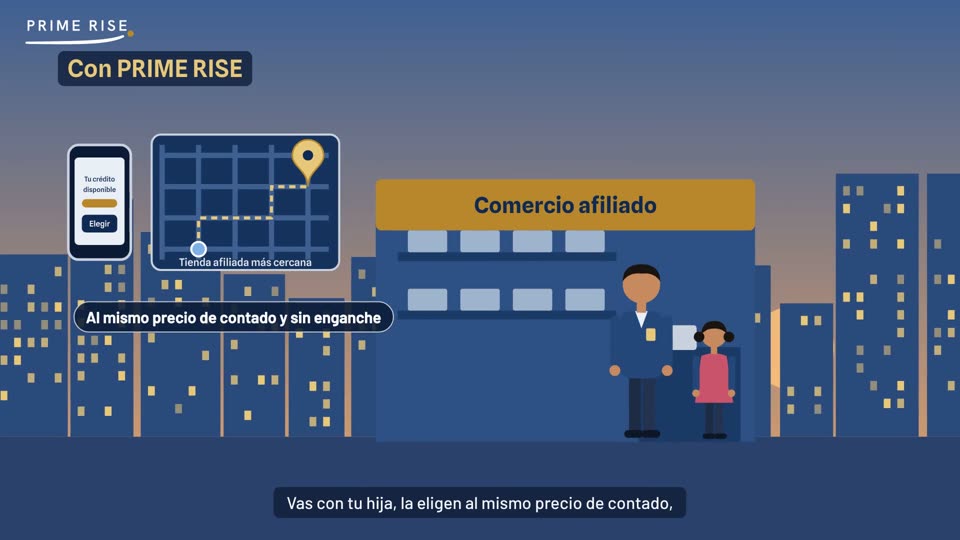 PRIME RISE
Con PRIME RISE
Tu crédito
disponible
Elegir
Tienda afiliada más cercana
Comercio afiliado
Al mismo precio de contado y sin enganche
Vas con tu hija, la eligen al mismo precio de contado,